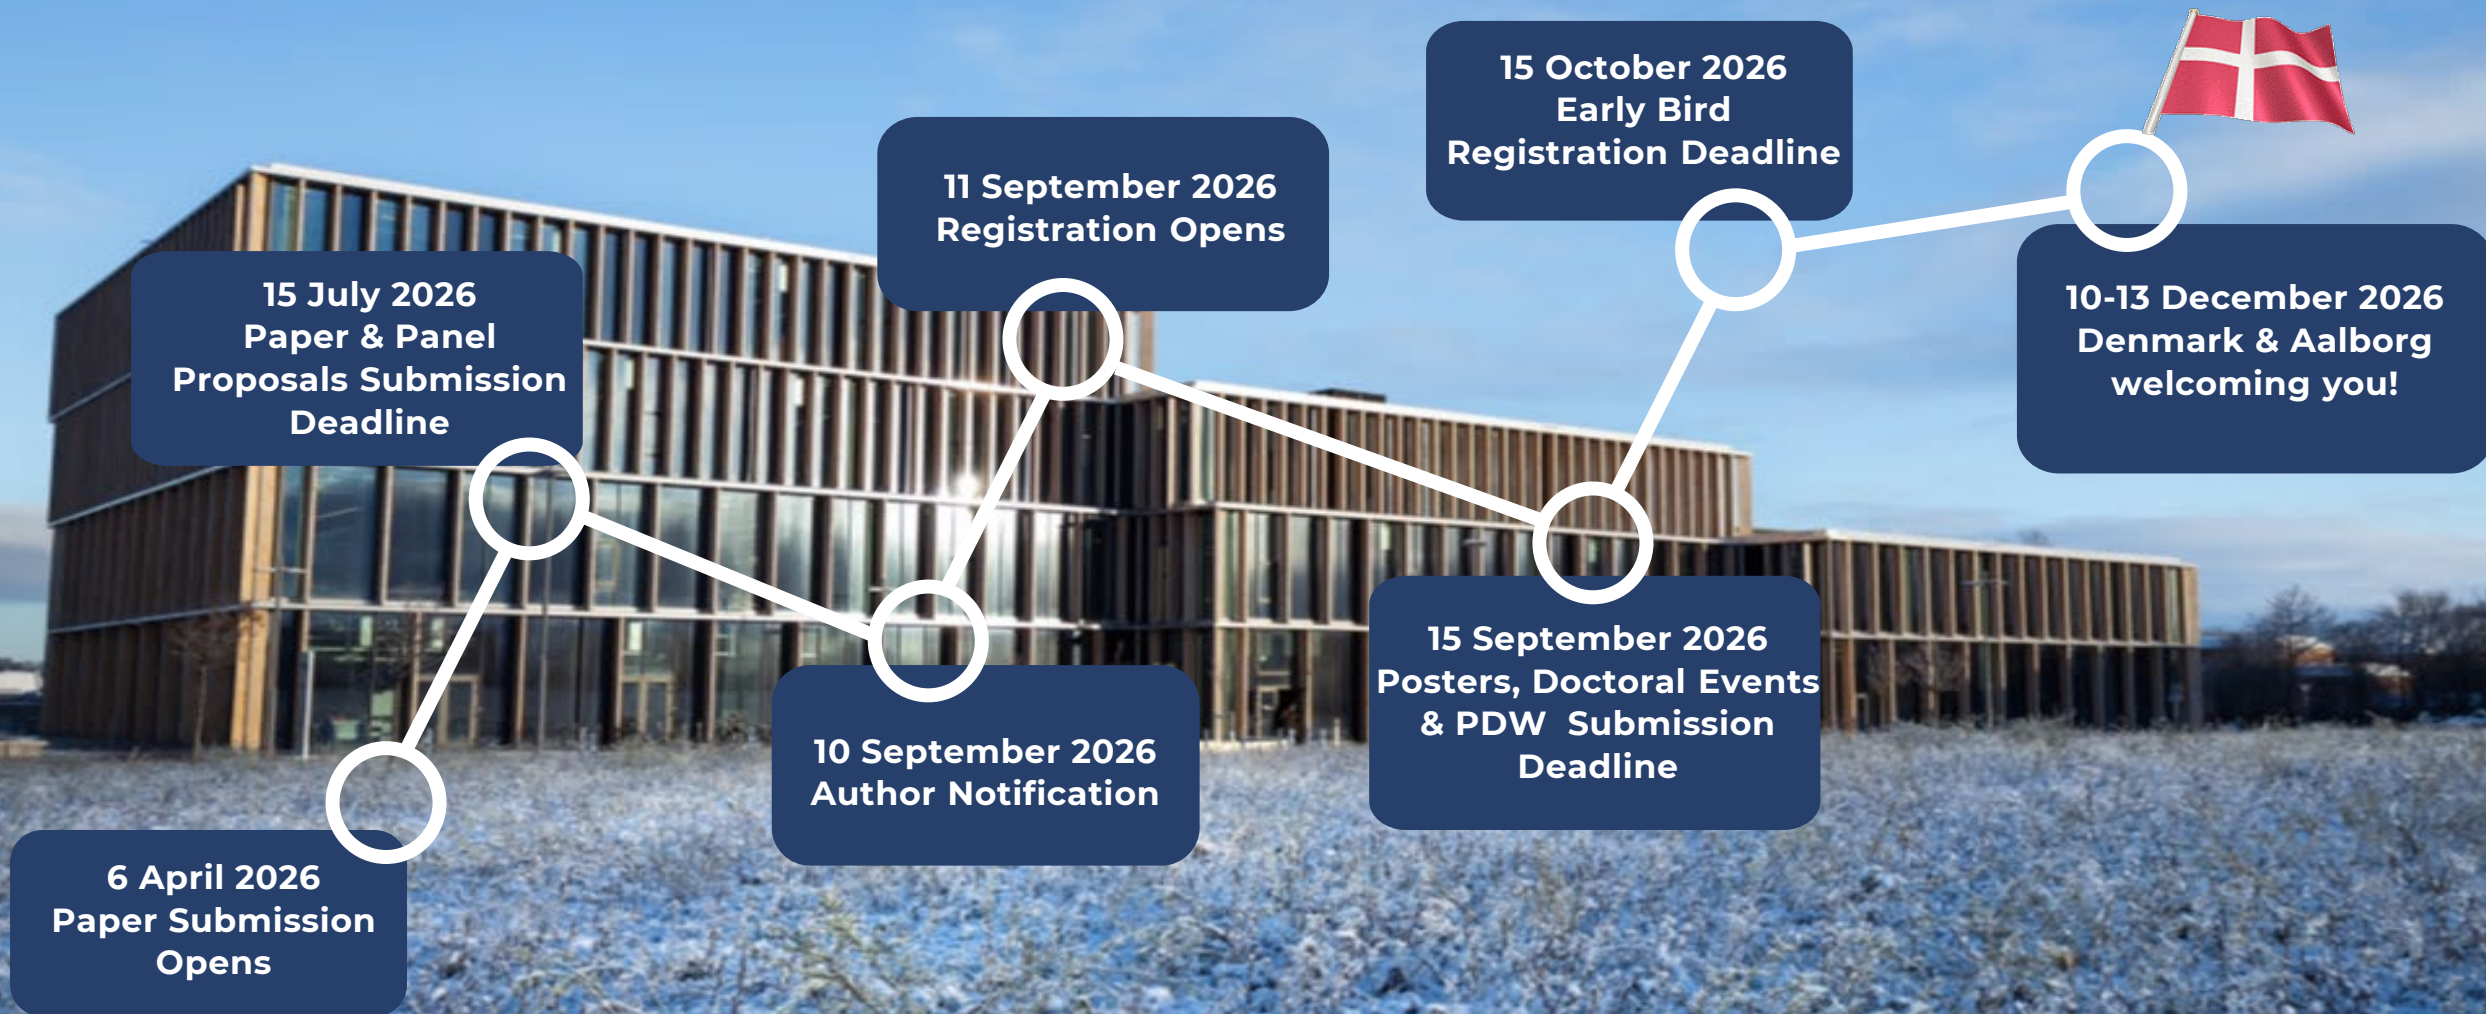 6 April 2026
Paper Submission
Opens
15 July 2026
Paper & Panel
Proposals Submission
Deadline
10 September 2026
Author Notification
11 September 2026
Registration Opens
15 September 2026
Posters, Doctoral Events
& PDW  Submission
Deadline
15 October 2026
Early Bird
Registration Deadline
10-13 December 2026
Denmark & Aalborg
welcoming you!